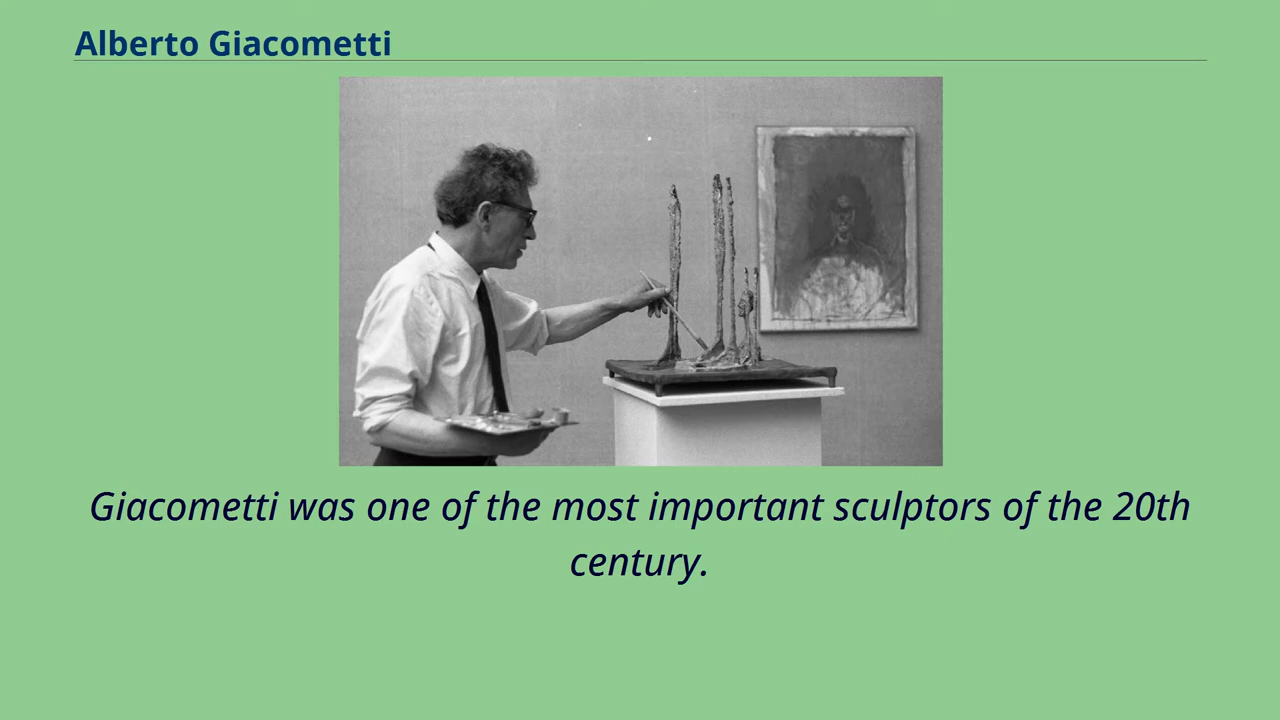 Alberto Giacometti
Giacometti was one of the most important sculptors of the 20th
century.